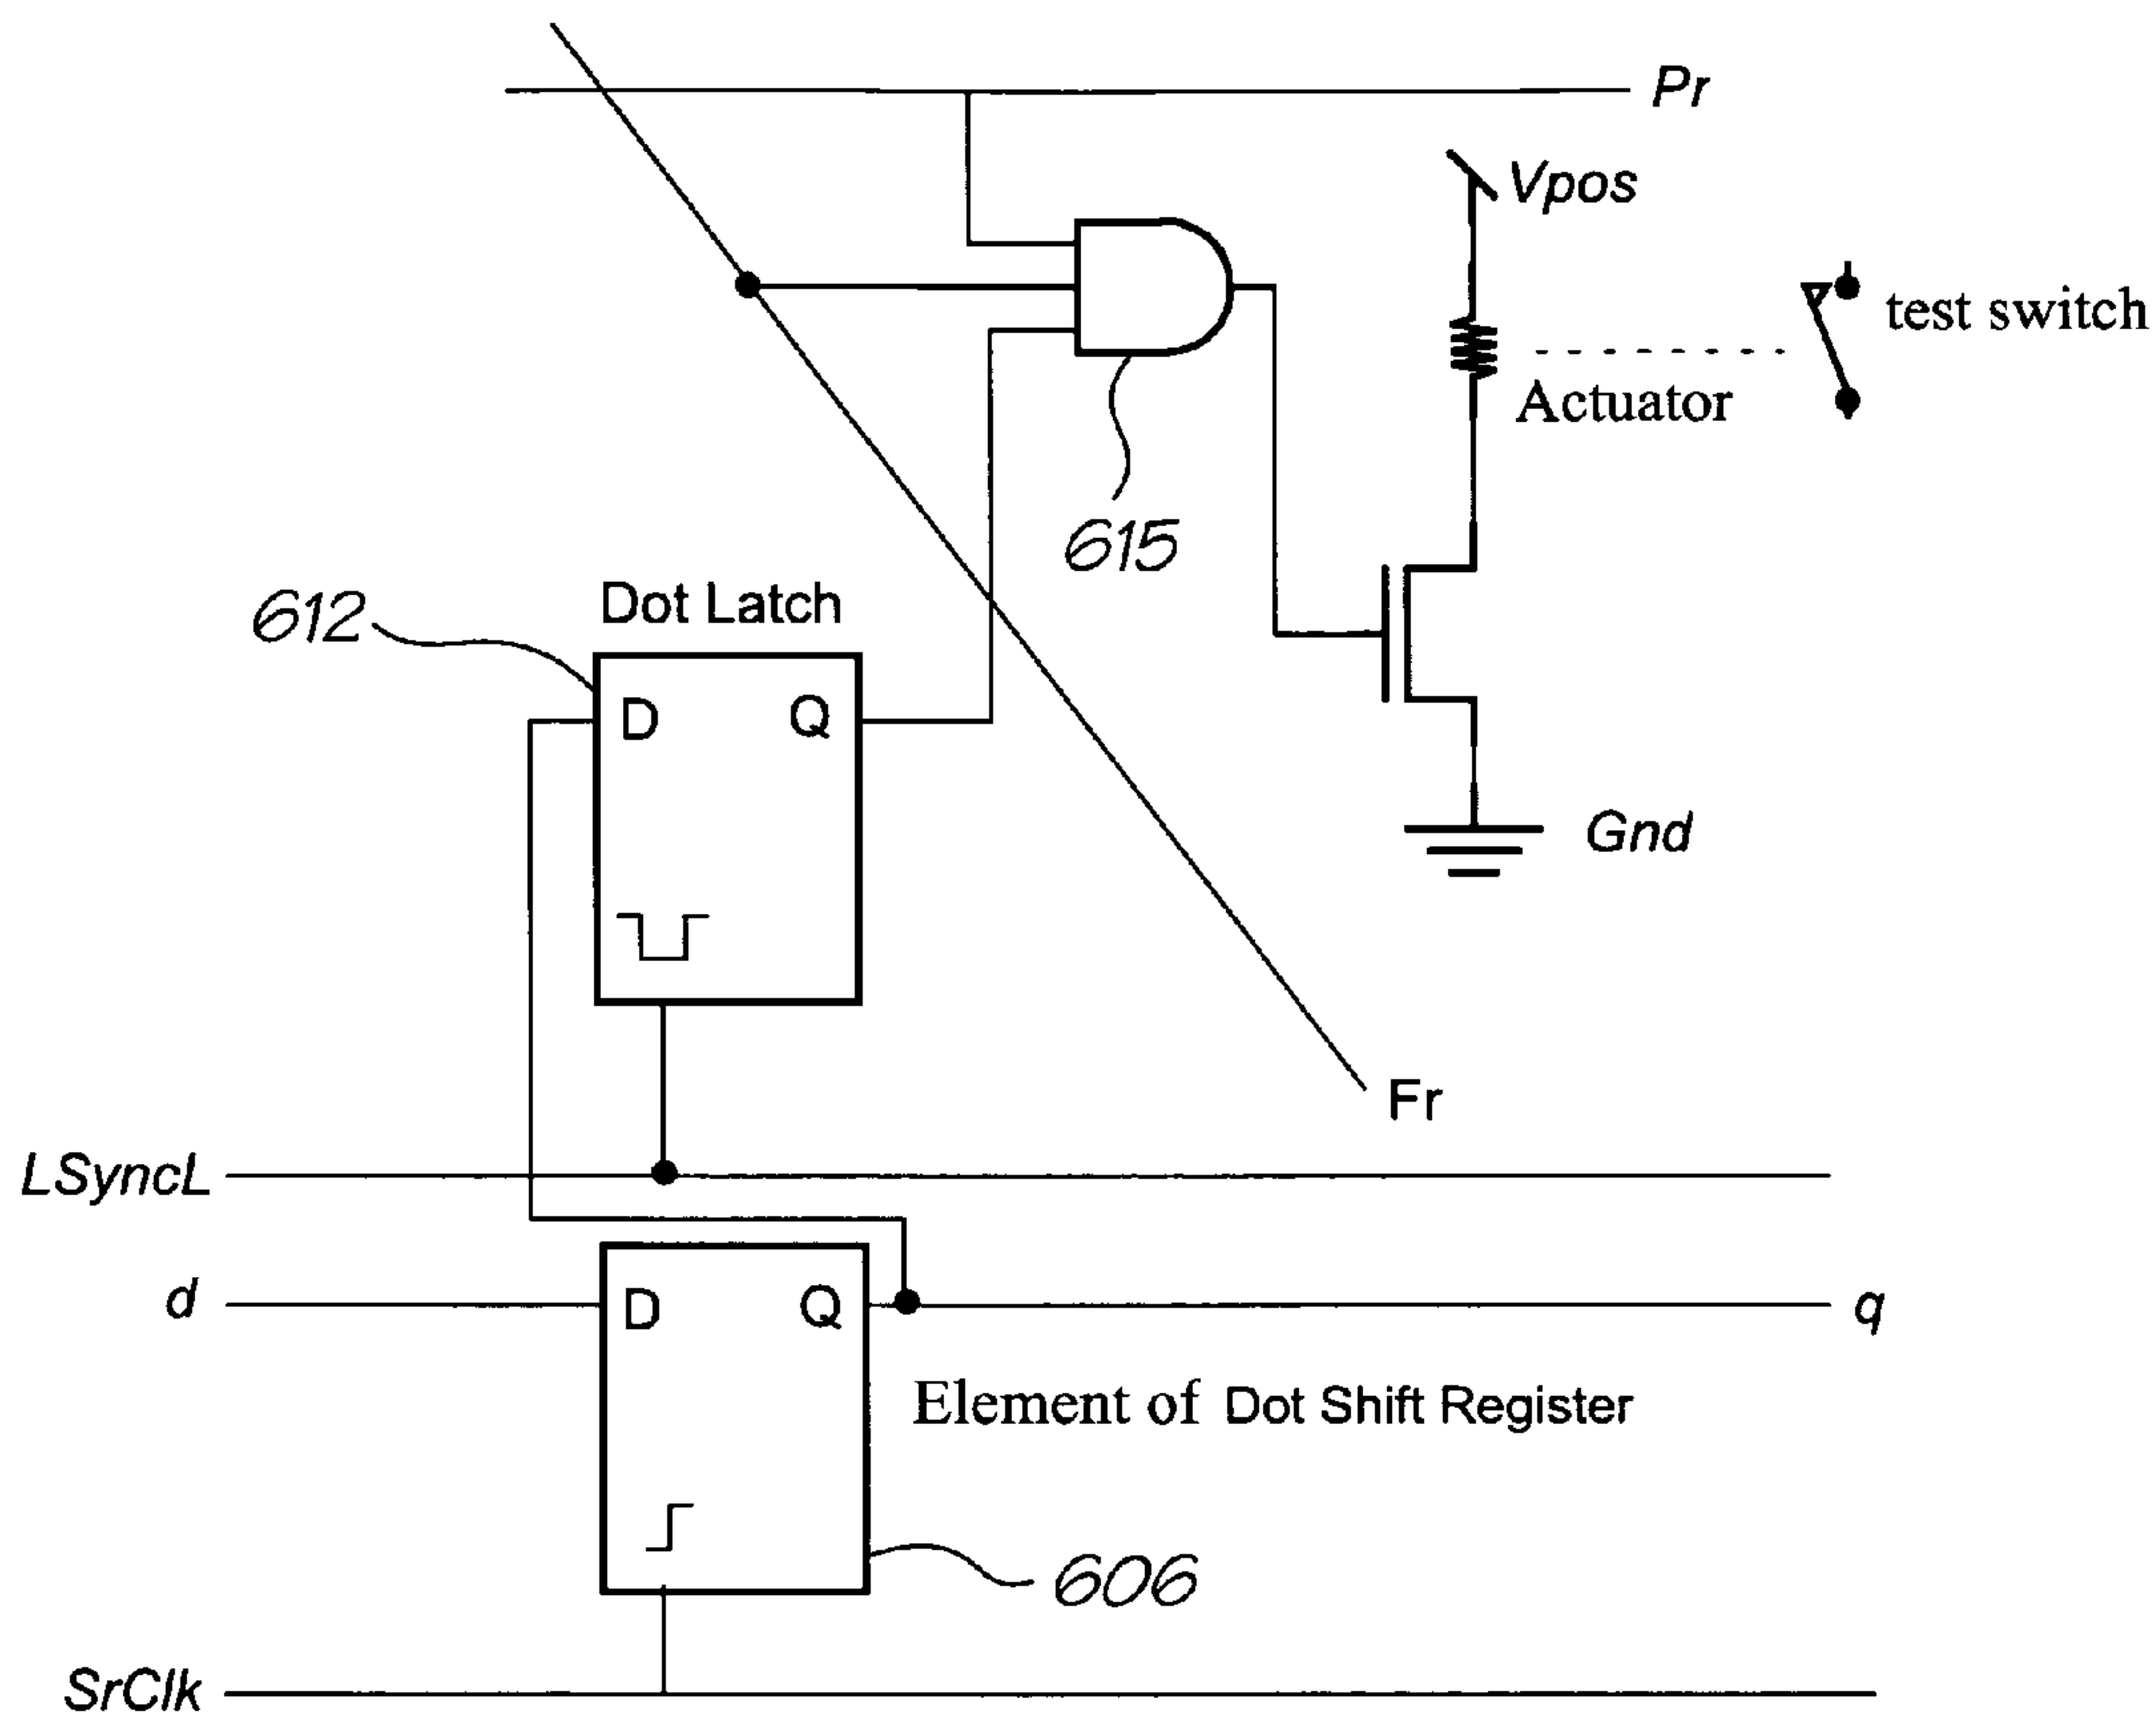 Pr
Vpos
test switch
Actuator
615
612
Dot Latch
D Q
Gnd
Fr
LSyncL
d
D Q
q
Element of Dot Shift Register
606
SrClk